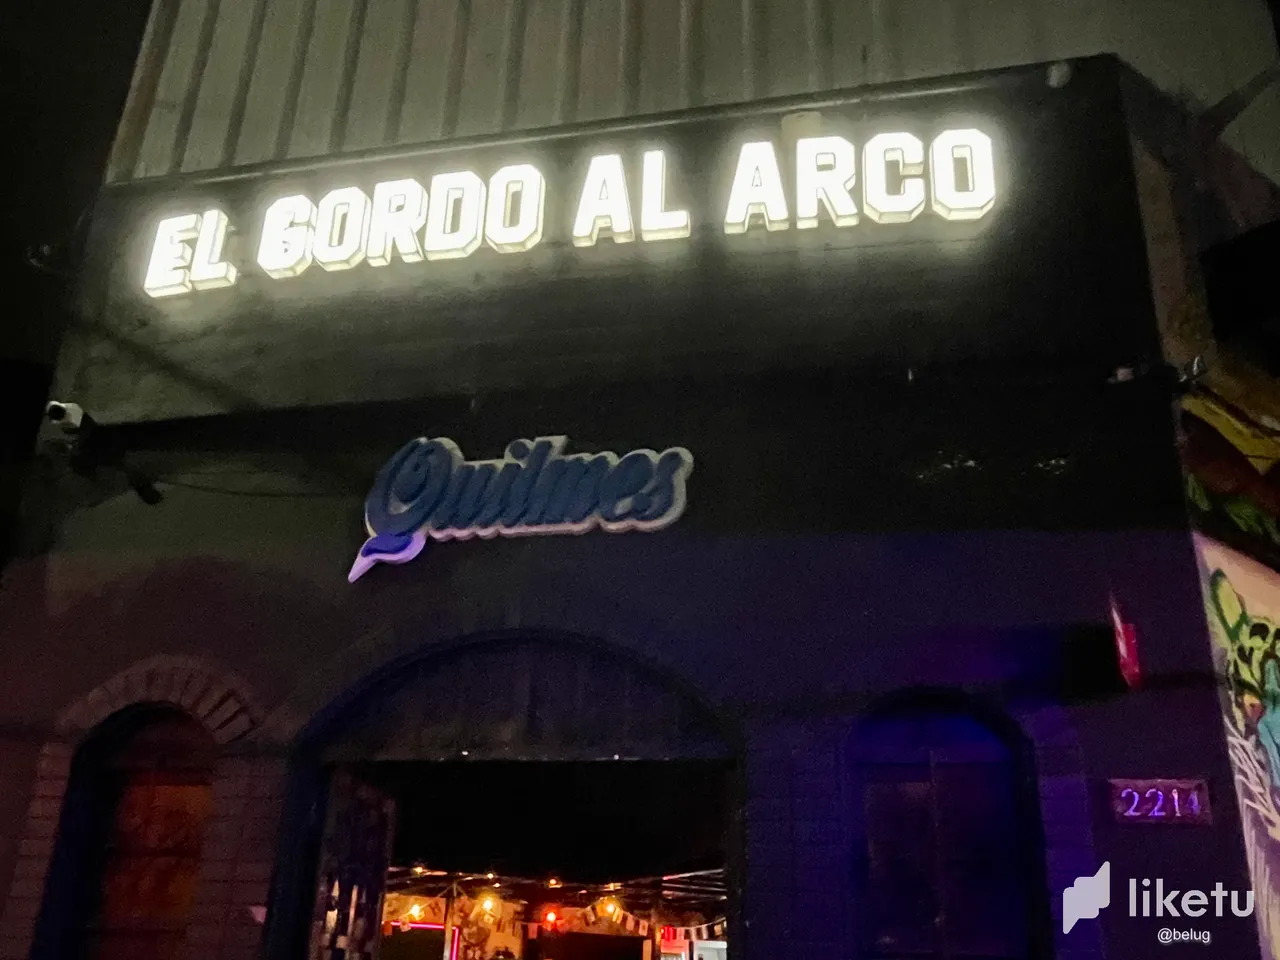 EL GORDO AL ARCO
Quilmes
2214
liketu
@belug